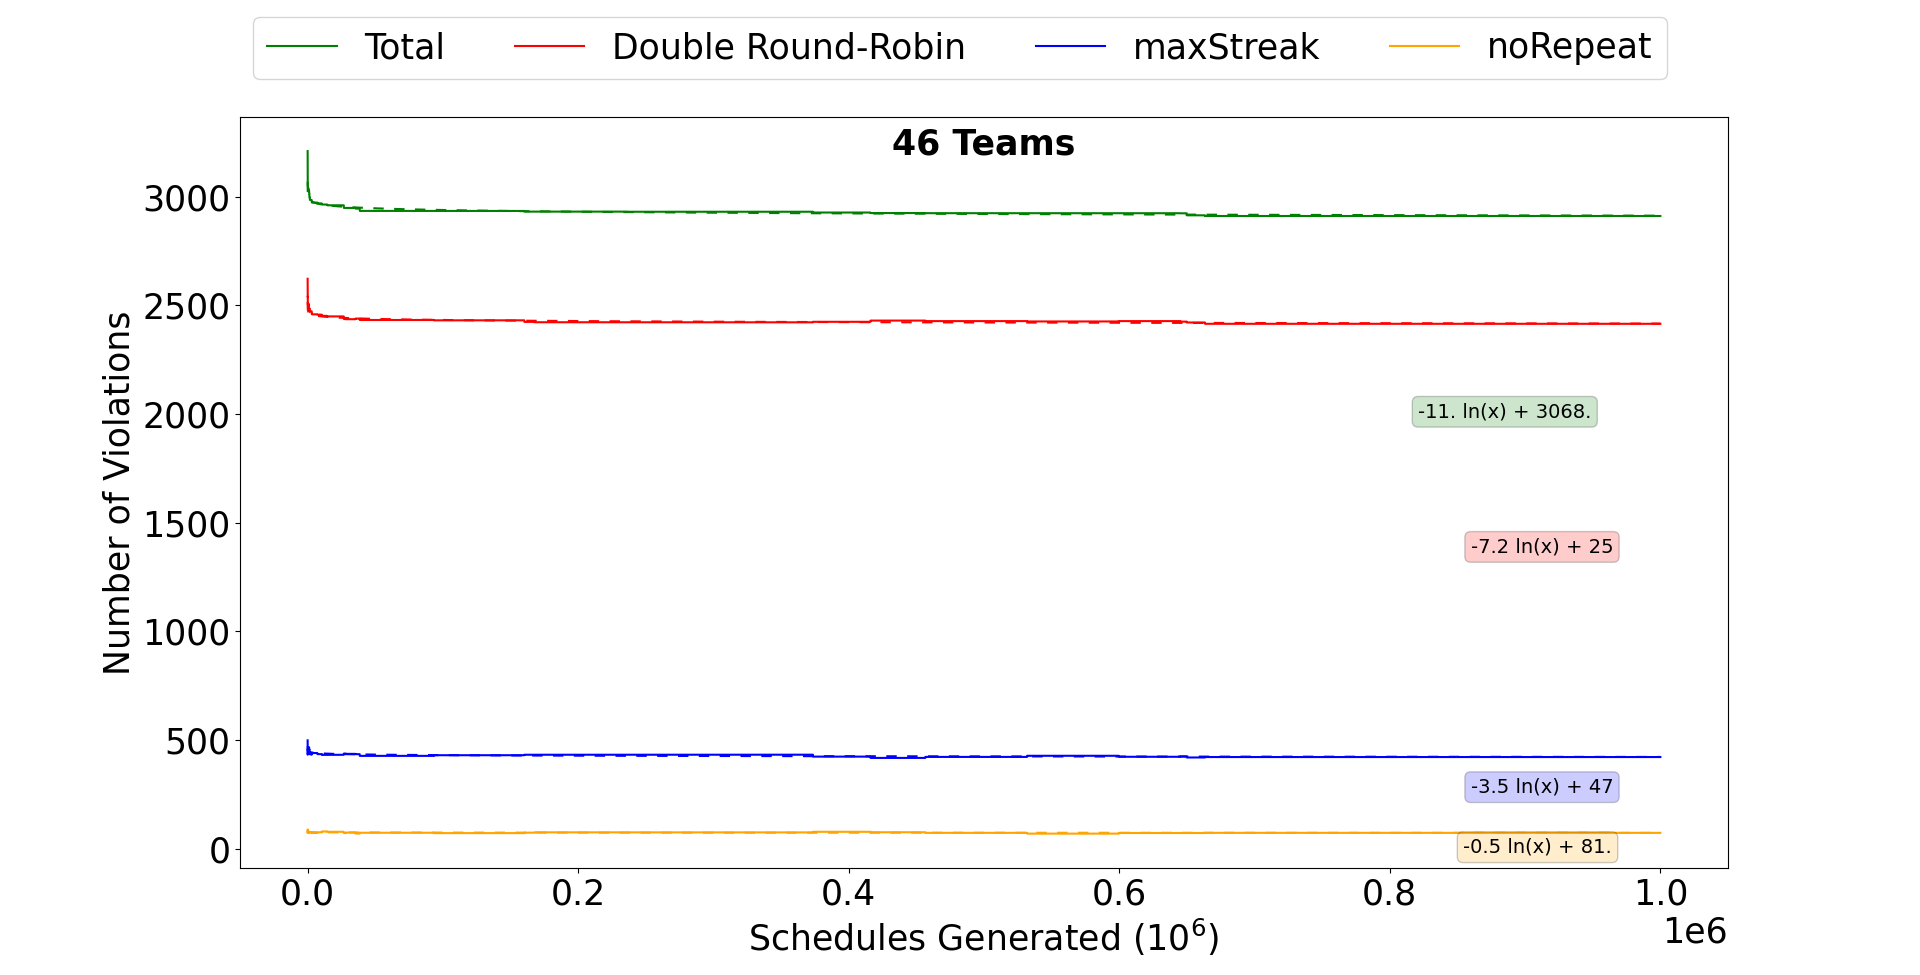 Total Double Round-Robin maxStreak noRepeat
46 Teams
Number of Violations
3000
2500
2000
1500
1000
500
0
-11. ln(x) + 3068.
-7.2 ln(x) + 25
-3.5 ln(x) + 47
-0.5 ln(x) + 81.
0.0 0.2 0.4 0.6 0.8 1.0
1e6
Schedules Generated (10⁶)